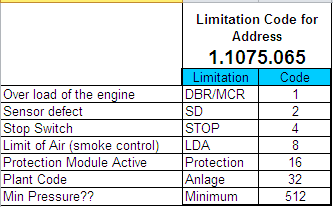 Limitation Code for
Address
1.1075.065
Limitation Code
Over load of the engine DBR/MCR 1
Sensor defect SD 2
Stop Switch STOP 4
Limit of Air (smoke control) LDA 8
Protection Module Active Protection 16
Plant Code Anlage 32
Min Pressure?? Minimum 512